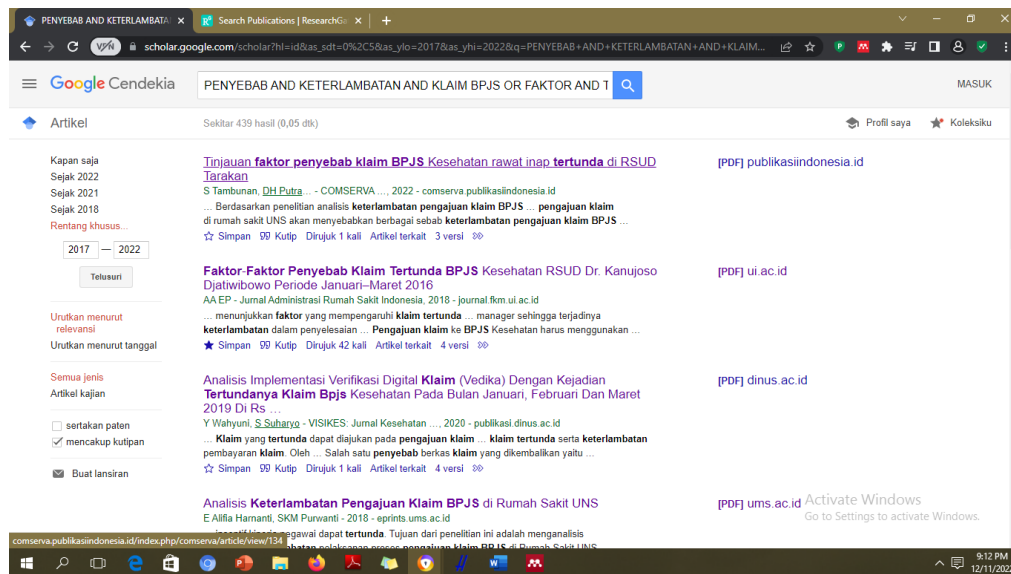 PENYEBAB AND KETERLAMBATA
Search Publications | ResearchGa
VPN scholar.google.com/scholar?hl=id&as_sdt=0%2C5&as_ylo=2017&as_yhi=2022&q=PENYEBAB+AND+KETERLAMBATAN+AND+KLAIM...
Google Cendekia
PENYEBAB AND KETERLAMBATAN AND KLAIM BPJS OR FAKTOR AND T
MASUK
Artikel
Sekitar 439 hasil (0,05 dtk)
Profil saya
Koleksiku
Kapan saja
Sejak 2022
Sejak 2021
Sejak 2018
Rentang khusus...
2017 — 2022
Telusuri
Urutkan menurut
relevansi
Urutkan menurut tanggal
Semua jenis
Artikel kajian
sertakan paten
mencakup kutipan
Buat lansiran
Tinjauan faktor penyebab klaim BPJS Kesehatan rawat inap tertunda di RSUD
Tarakan
S Tambunan, DH Putra... - COMSERVA ..., 2022 - comserva.publikasiindonesia.id
... Berdasarkan penelitian analisis keterlambatan pengajuan klaim BPJS ... pengajuan klaim
di rumah sakit UNS akan menyebabkan berbagai sebab keterlambatan pengajuan klaim BPJS ...
Simpan Kutip Dirujuk 1 kali Artikel terkait 3 versi
[PDF] publikasiindonesia.id
Faktor-Faktor Penyebab Klaim Tertunda BPJS Kesehatan RSUD Dr. Kanujoso
Djatiwibowo Periode Januari–Maret 2016
AA EP - Jurnal Administrasi Rumah Sakit Indonesia, 2018 - journal.fkm.ui.ac.id
... menunjukkan faktor yang mempengaruhi klaim tertunda ... manager sehingga terjadinya
keterlambatan dalam penyelesaian ... Pengajuan klaim ke BPJS Kesehatan harus menggunakan ...
Simpan Kutip Dirujuk 42 kali Artikel terkait 4 versi
[PDF] ui.ac.id
Analisis Implementasi Verifikasi Digital Klaim (Vedika) Dengan Kejadian
Tertundanya Klaim Bpjs Kesehatan Pada Bulan Januari, Februari Dan Maret
2019 Di Rs ...
Y Wahyuni, S Suharyo - VISIKES: Jurnal Kesehatan ..., 2020 - publikasi.dinus.ac.id
... Klaim yang tertunda dapat diajukan pada pengajuan klaim ... klaim tertunda serta keterlambatan
pembayaran klaim. Oleh ... Salah satu penyebab berkas klaim yang dikembalikan yaitu ...
Simpan Kutip Dirujuk 1 kali Artikel terkait 4 versi
[PDF] dinus.ac.id
Analisis Keterlambatan Pengajuan Klaim BPJS di Rumah Sakit UNS
E Alifia Harnanti, SKM Purwanti - 2018 - eprints.ums.ac.id
pegawai dapat tertunda. Tujuan dari penelitian ini adalah menganalisis
pelaksanaan proses pengajuan klaim BPJS di Rumah Sakit UNS
[PDF] ums.ac.id
Activate Windows
Go to Settings to activate Windows.
comserva.publikasiindonesia.id/index.php/comserva/article/view/134
9:12 PM
12/11/2022